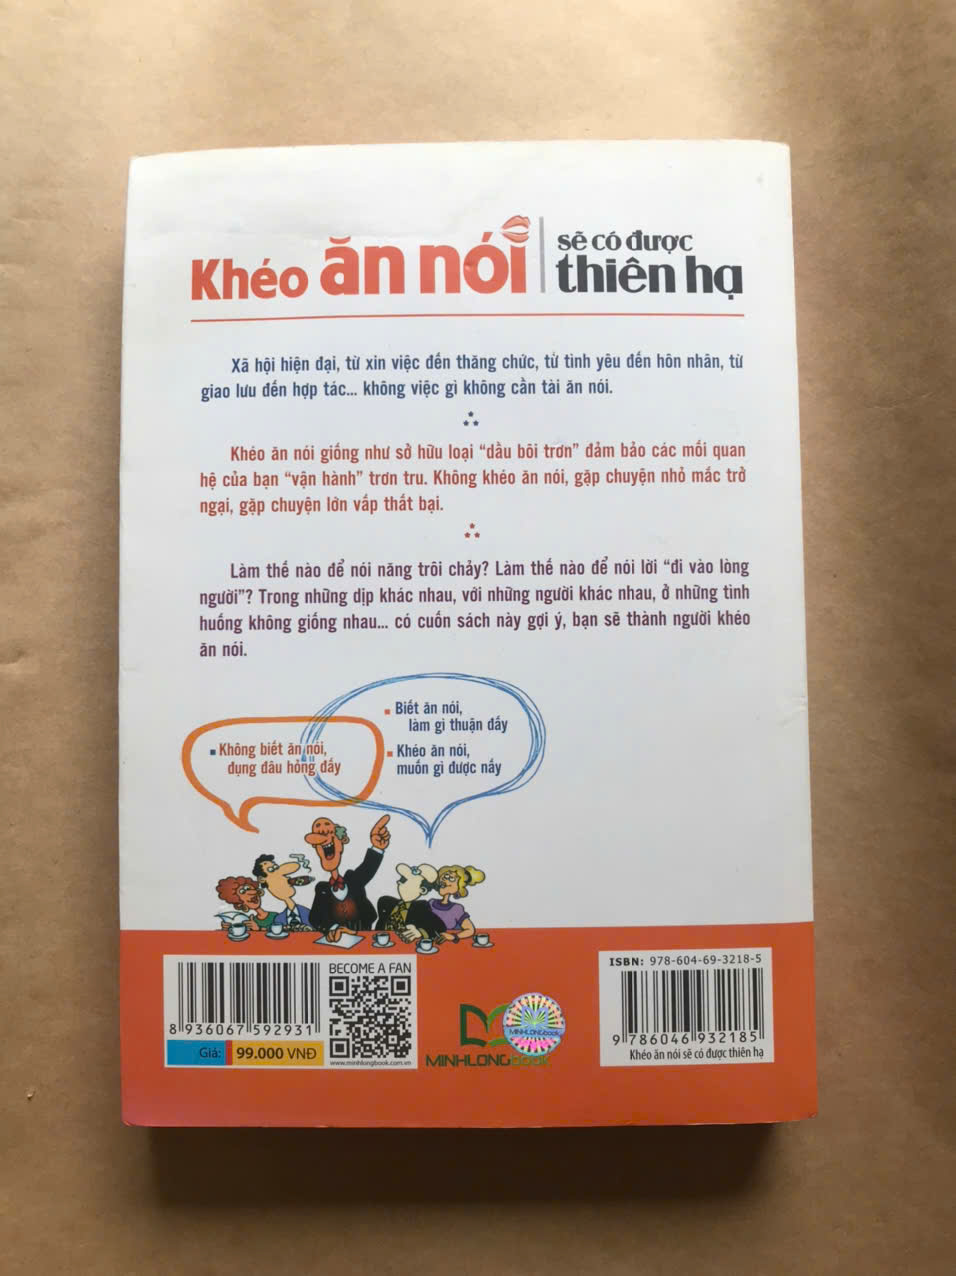 Khéo ăn nói
sẽ có được
thiên hạ
Xã hội hiện đại, từ xin việc đến thăng chức, từ tình yêu đến hôn nhân, từ
giao lưu đến hợp tác... không việc gì không cần tài ăn nói.
Khéo ăn nói giống như sở hữu loại “dầu bôi trơn” đảm bảo các mối quan
hệ của bạn “vận hành” trơn tru. Không khéo ăn nói, gặp chuyện nhỏ mắc trở
ngại, gặp chuyện lớn vấp thất bại.
Làm thế nào để nói năng trôi chảy? Làm thế nào để nói lời “đi vào lòng
người”? Trong những dịp khác nhau, với những người khác nhau, ở những tình
huống không giống nhau... có cuốn sách này gợi ý, bạn sẽ thành người khéo
ăn nói.
Biết ăn nói,
làm gì thuận đấy
Khéo ăn nói,
muốn gì được nấy
Không biết ăn nói,
đụng đâu hỏng đấy
BECOME A FAN
8 936067 592931
Giá: 99.000 VNĐ
www.minhlongbook.com.vn
MINHLONGbook
MINHLONGbook
ISBN: 978-604-69-3218-5
9 786046 932185
Khéo ăn nói sẽ có được thiên hạ